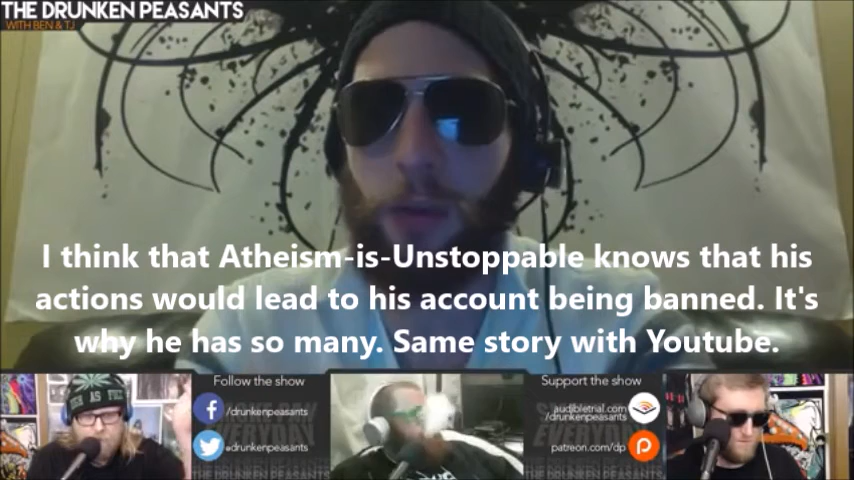 THE DRUNKEN PEASANTS
WITH BEN & TJ
I think that Atheism-is-Unstoppable knows that his
actions would lead to his account being banned. It's
why he has so many. Same story with Youtube.
Follow the show
/drunkenpeasants
@drunkenpeasants
Support the show
audibletrial.com
/drunkenpeasants
patreon.com/dp